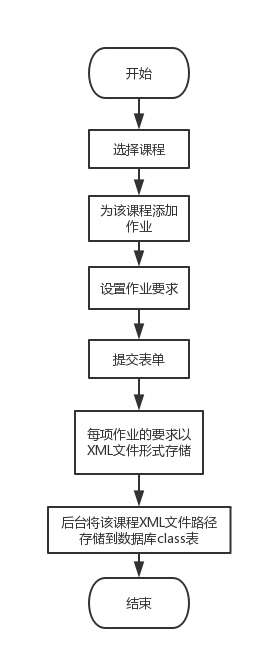 开始
选择课程
为该课程添加
作业
设置作业要求
提交表单
每项作业的要求以
XML文件形式存储
后台将该课程XML文件路径
存储到数据库class表
结束